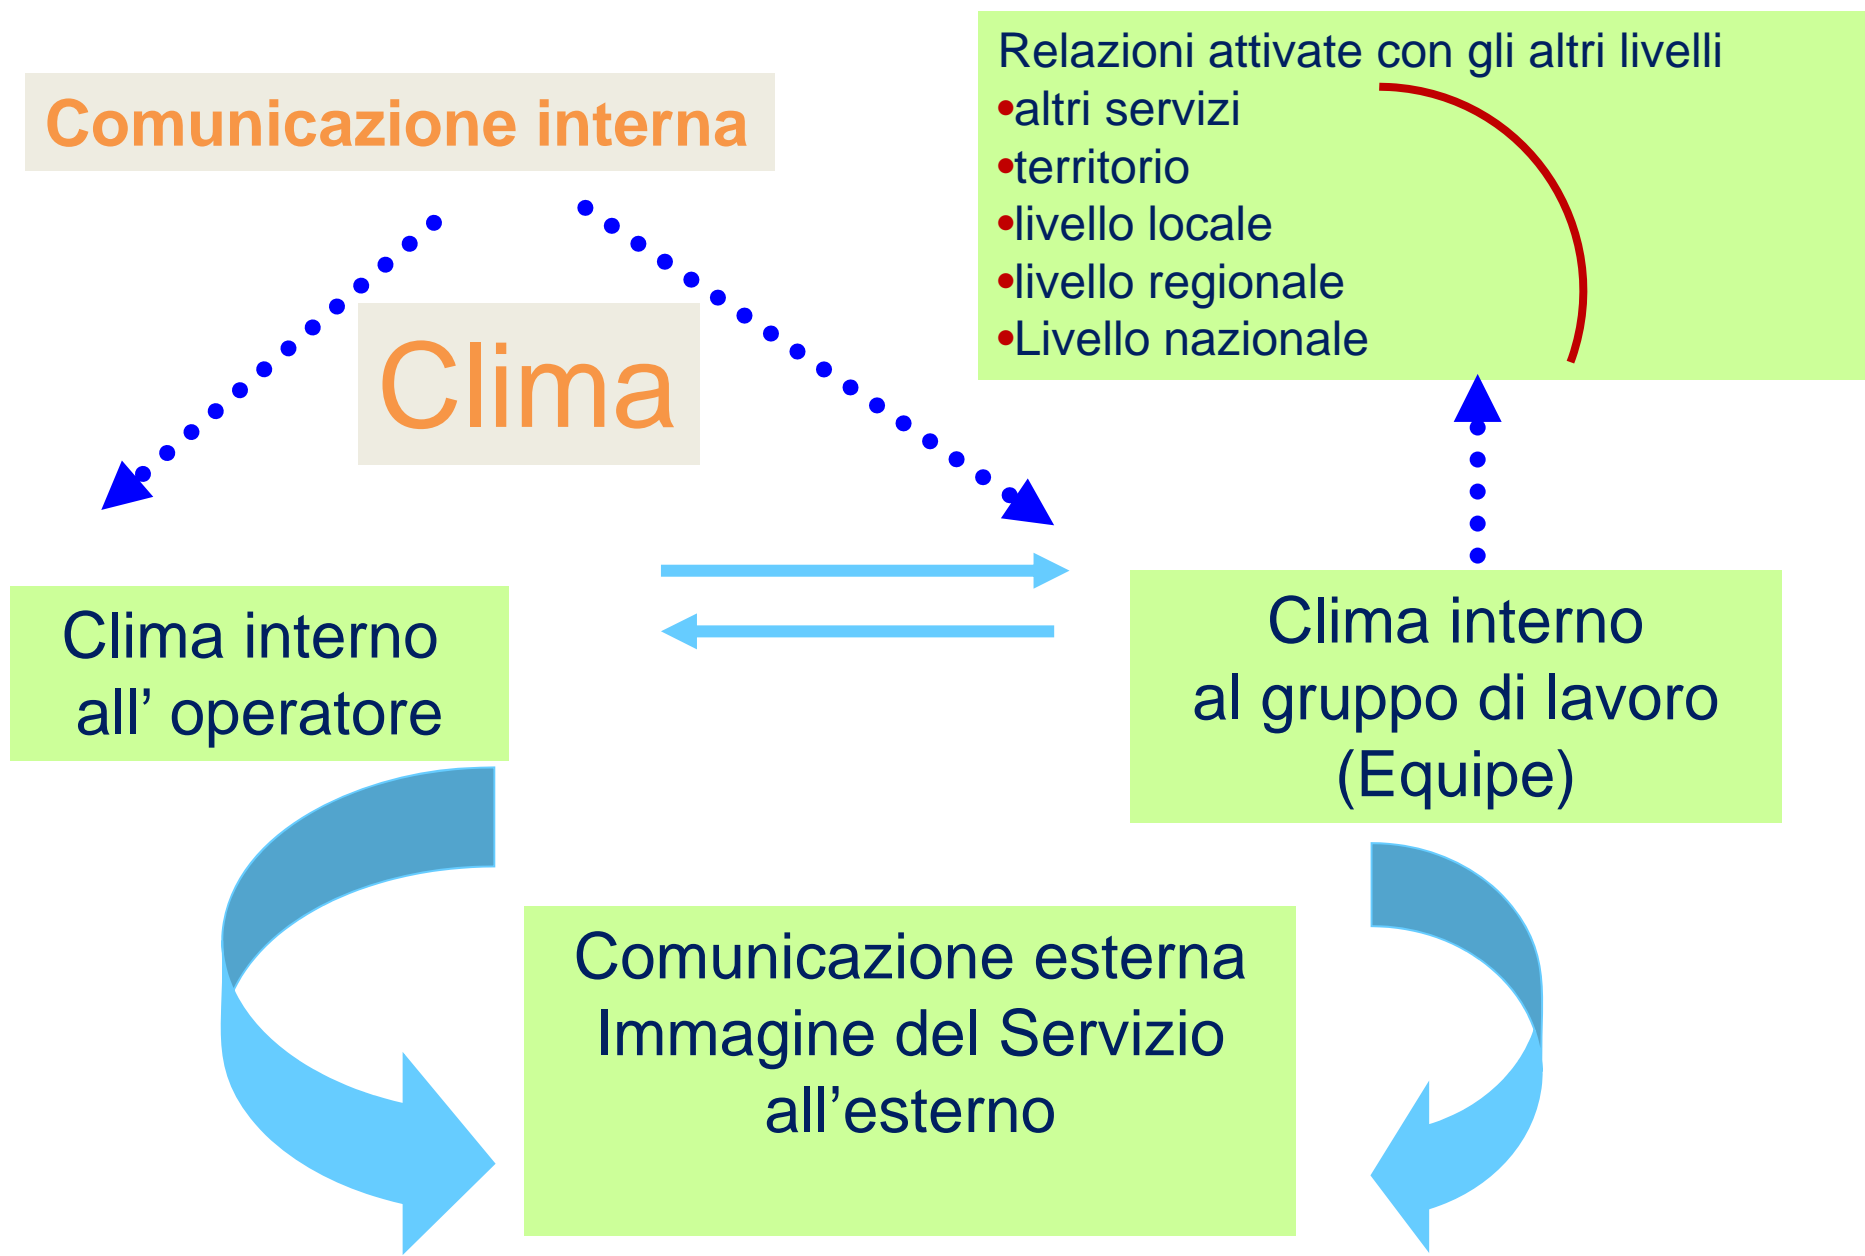 Comunicazione interna
Relazioni attivate con gli altri livelli
•altri servizi
•territorio
•livello locale
•livello regionale
•Livello nazionale
Clima
Clima interno
all’ operatore
Clima interno
al gruppo di lavoro
(Equipe)
Comunicazione esterna
Immagine del Servizio
all’esterno